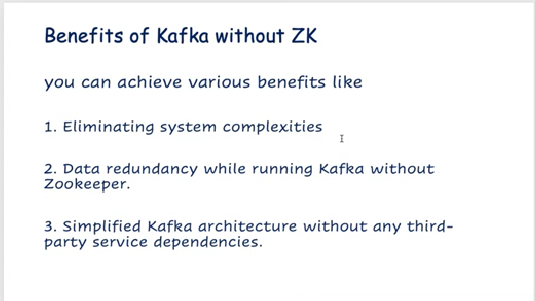 Benefits of Kafka without ZK
you can achieve various benefits like
1. Eliminating system complexities
2. Data redundancy while running Kafka without
Zookeeper.
3. Simplified Kafka architecture without any third-
party service dependencies.